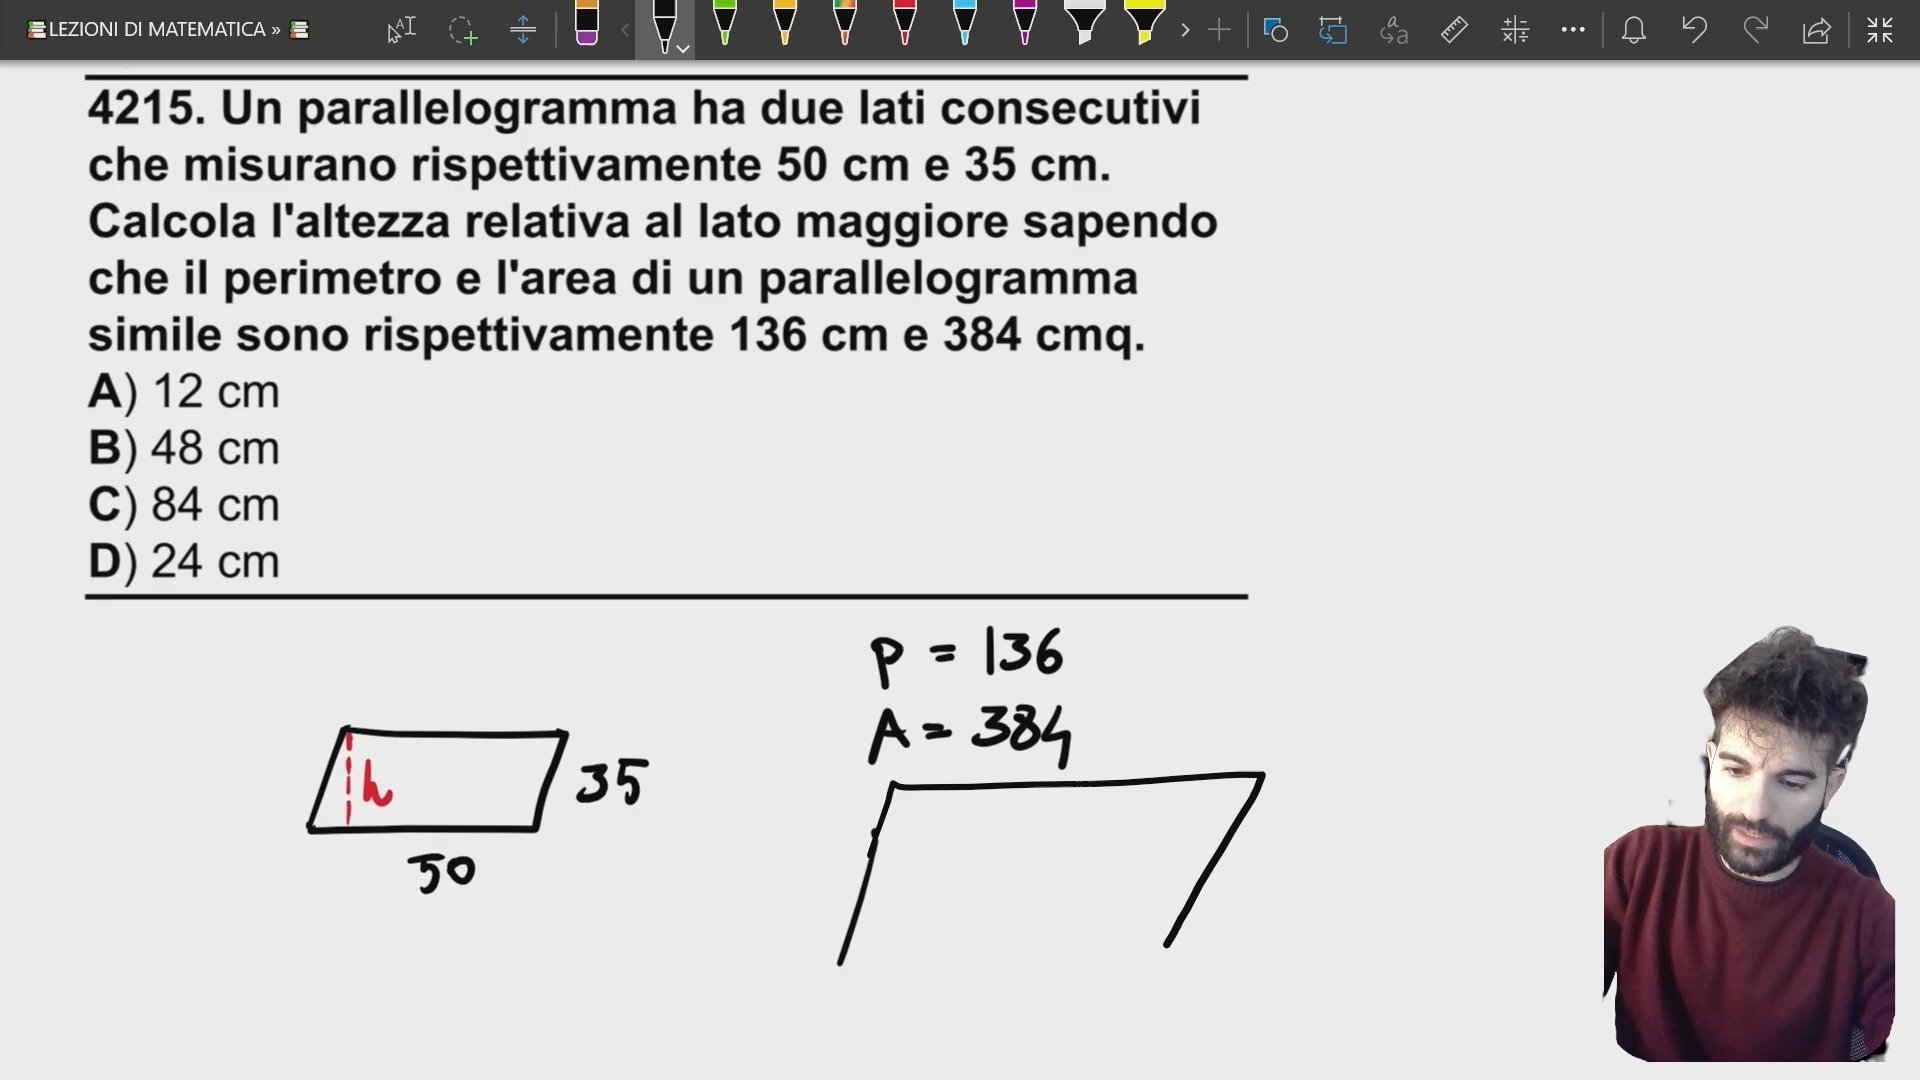 LEZIONI DI MATEMATICA »
4215. Un parallelogramma ha due lati consecutivi
che misurano rispettivamente 50 cm e 35 cm.
Calcola l'altezza relativa al lato maggiore sapendo
che il perimetro e l'area di un parallelogramma
simile sono rispettivamente 136 cm e 384 cmq.
A) 12 cm
B) 48 cm
C) 84 cm
D) 24 cm
p = 136
A = 384
h
35
50